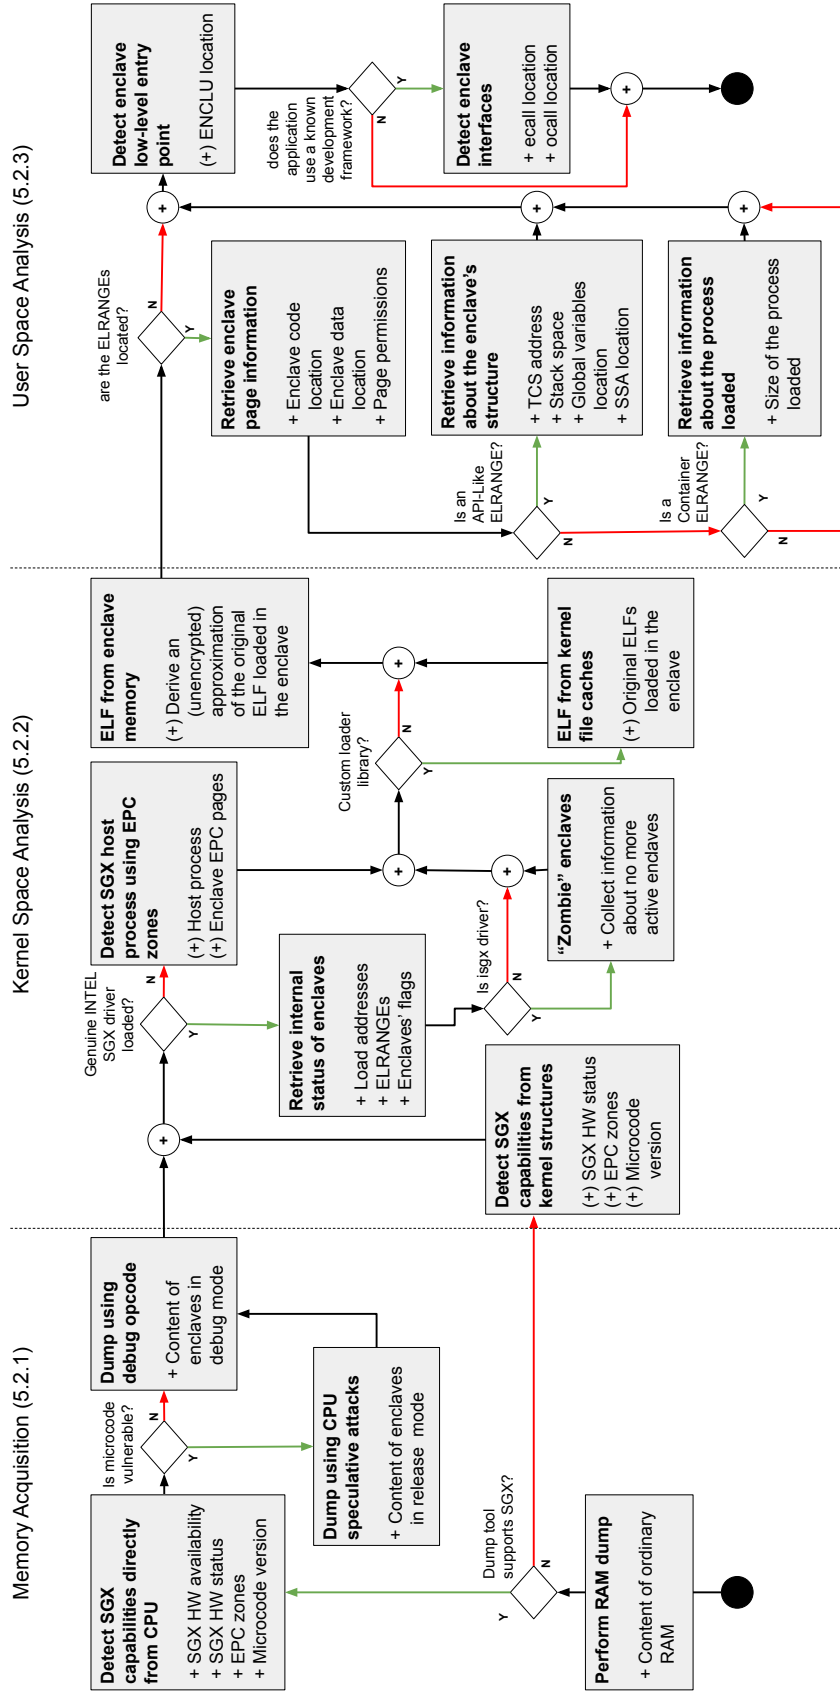 Memory Acquisition (5.2.1)
Detect SGX
capabilities directly
from CPU
+ SGX HW availability
+ SGX HW status
+ EPC zones
+ Microcode version
Is microcode
vulnerable?
N
Y
Dump using
debug opcode
+ Content of
enclaves in
debug mode
Dump using CPU
speculative attacks
+ Content of enclaves
in release mode
Dump tool
supports SGX?
Y
N
Perform RAM dump
+ Content of ordinary
RAM
Kernel Space Analysis (5.2.2)
+
Genuine INTEL
SGX driver
loaded?
N
Y
Detect SGX host
process using EPC
zones
(+) Host process
(+) Enclave EPC pages
Retrieve internal
status of enclaves
+ Load addresses
+ ELRANGEs
+ Enclaves' flags
Detect SGX
capabilities from
kernel structures
(+) SGX HW status
(+) EPC zones
(+) Microcode
version
Is isgx driver?
N
Y
+
+
“Zombie” enclaves
+ Collect information
about no more
active enclaves
Custom loader
library?
N
Y
+
ELF from enclave
memory
(+) Derive an
(unencrypted)
approximation
of the original
ELF loaded in
the enclave
ELF from kernel
file caches
(+) Original ELFs
loaded in the
enclave
User Space Analysis (5.2.3)
are the ELRANGEs
located?
N
Y
+
Retrieve enclave
page information
+ Enclave code
location
+ Enclave data
location
+ Page permissions
Is an
API-Like
ELRANGE?
Y
N
Retrieve information
about the enclave's
structure
+ TCS address
+ Stack space
+ Global variables
location
+ SSA location
+
Is a
Container
ELRANGE?
Y
N
Retrieve information
about the process
loaded
+ Size of the process
loaded
+
Detect enclave
low-level entry
point
(+) ENCLU location
does the
application
use a known
development
framework?
Y
N
Detect enclave
interfaces
+ ecall location
+ ocall location
+